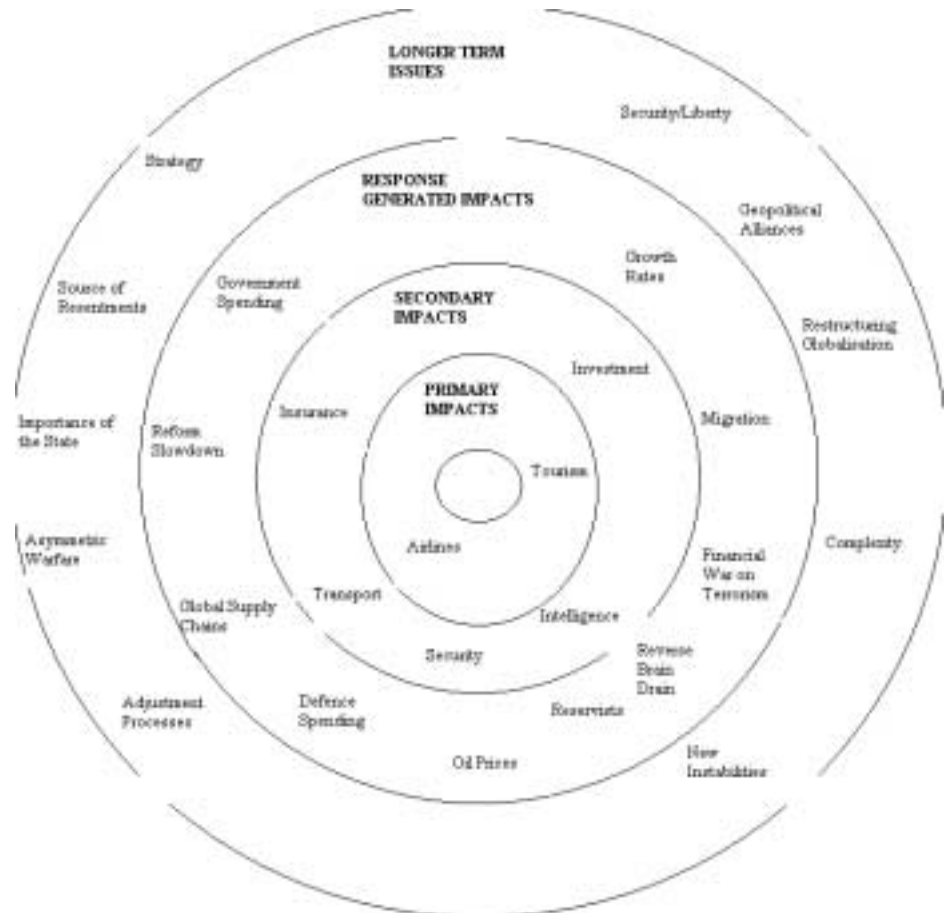 LONGER TERM
ISSUES
Security/Liberty
Strategy
RESPONSE
GENERATED IMPACTS
Geopolitical
Alliances
Growth
Rates
Source of
Resentments
Government
Spending
SECONDARY
IMPACTS
Restructuring
Globalisation
Investment
PRIMARY
IMPACTS
Insurance
Migration
Importance of
the State
Reform
Slowdown
Tourism
Airlines
Asymmetric
Warfare
Complexity
Financial
War on
Terrorism
Transport
Global Supply
Chains
Intelligence
Security
Reverse
Brain
Drain
Adjustment
Processes
Defence
Spending
Reservists
Oil Prices
New
Instabilities